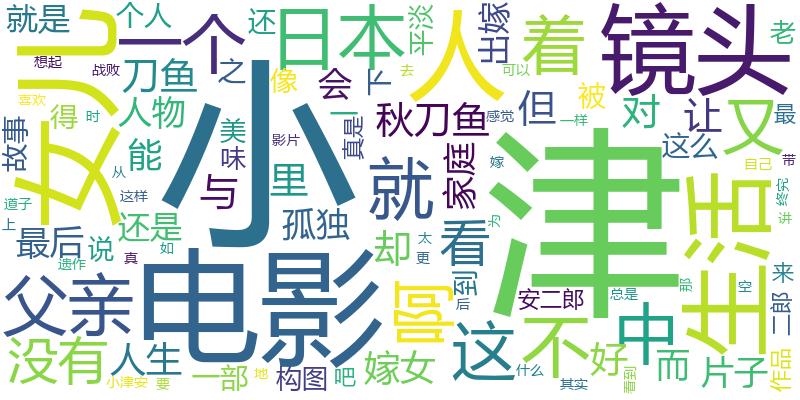 就是
个人
一个
还
日本
平淡
出嫁
着
镜头
老
想起
战败
之
像
会
下
人
刀鱼
喜欢
女儿
小
去
可以
被
最
故事
得
时
人物
美味
一
影片
真是
秋刀鱼
感觉
但
一样
对
让
又
从
能
里
家庭
这么
自己
带
道子
这样
与
就
嫁
津
终究
讲
上
还是
孤独
却
太
看
为
生活
最后
说
遗作
真
如
更
到
后
安二郎
总是
那
空
来
二郎
父亲
电影
啊
这
不
中
没有
人生
小津安
要
一部
地
构图
吧
嫁女
什么
其实
好
看到
而
片子
作品